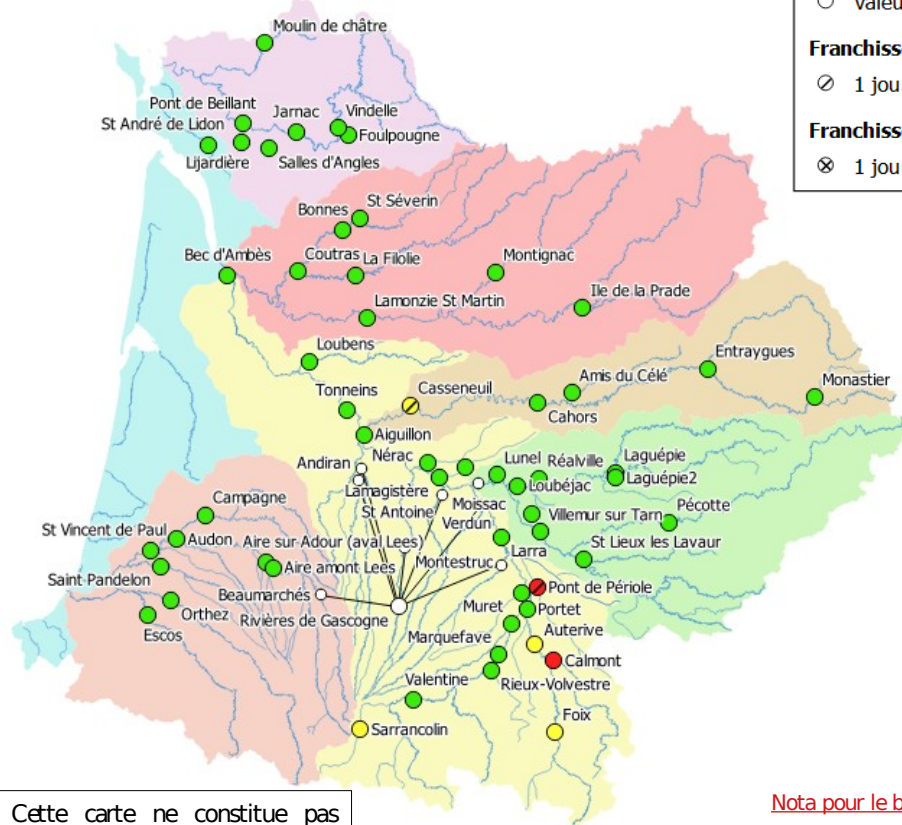 Moulin de châtre
Pont de Beillant
Jarnac
Vindelle
St André de Lidon
Foulpougne
Lijardière
Salles d'Angles
St Séverin
Bonnes
Bec d'Ambès
Coutras
La Filolie
Montignac
Ile de la Prade
Lamonzie St Martin
Loubens
Entraygues
Amis du Célé
Casseneuil
Monastier
Tonneins
Cahors
Aiguillon
Nérac
Lunel
Réalville
Laguépie
Andiran
Laguépie2
Lamagistère
Loubéjac
Moissac
St Antoine
Campagne
Villemur sur Tarn
Pécotte
Verdun
St Vincent de Paul
Audon
Aire sur Adour (aval Lees)
St Lieux les Lavaur
Larra
Montestruc
Saint Pandelon
Aire amont Lees
Pont de Périole
Beaumarchés
Muret
Portet
Orthez
Rivières de Gascogne
Auterive
Escos
Marquefave
Calmont
Valentine
Rieux-Volvestre
Foix
Sarrancolin
Valeu
Franchisse
1 jou
Franchisse
1 jou
Cette carte ne constitue pas
Nota pour le b